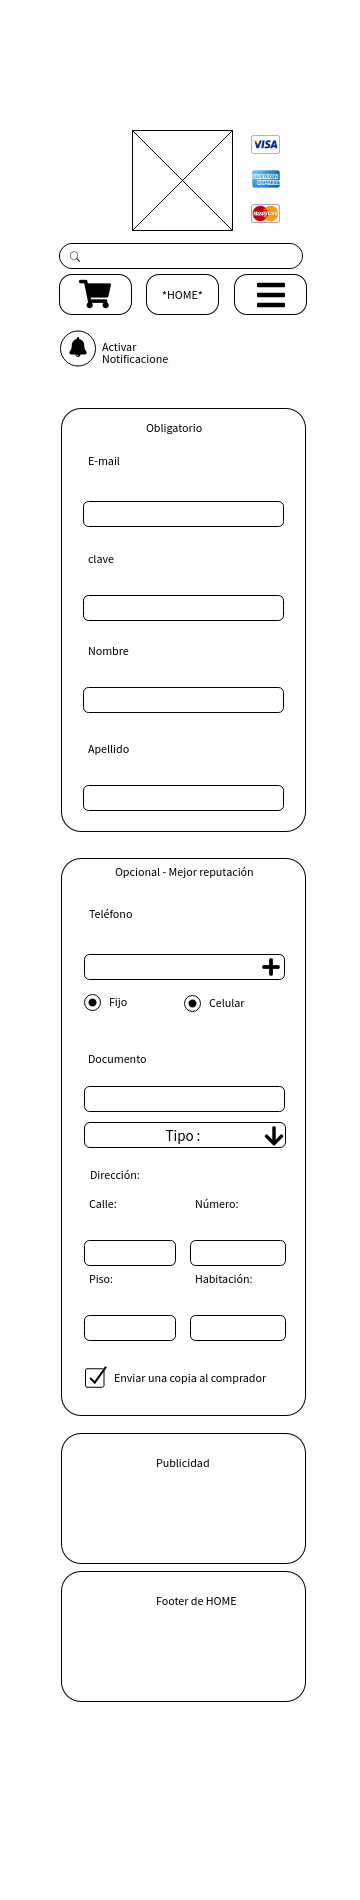 VISA
AMERICAN EXPRESS
MasterCard
*HOME*
Activar
Notificacione
Obligatorio
E-mail
clave
Nombre
Apellido
Opcional - Mejor reputación
Teléfono
Fijo
Celular
Documento
Tipo :
Dirección:
Calle:
Número:
Piso:
Habitación:
Enviar una copia al comprador
Publicidad
Footer de HOME